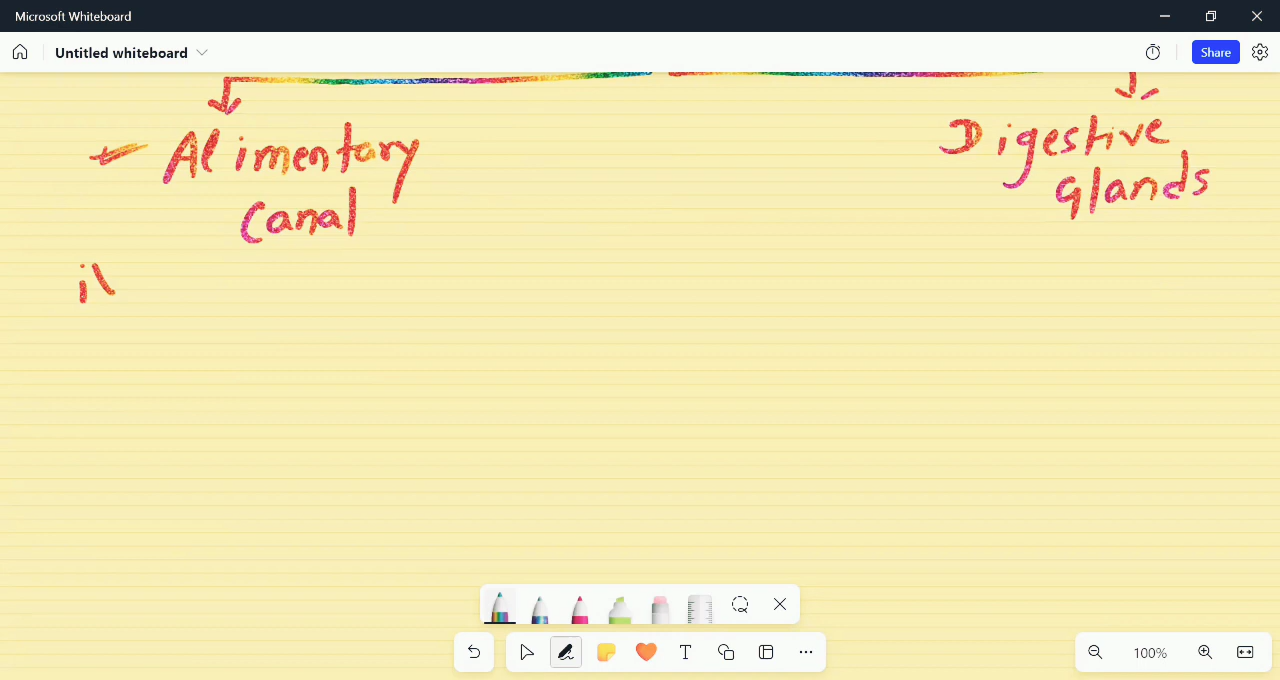 Microsoft Whiteboard
Untitled whiteboard
Share
Alimentary
Canal
Digestive
glands
i\
T
100%